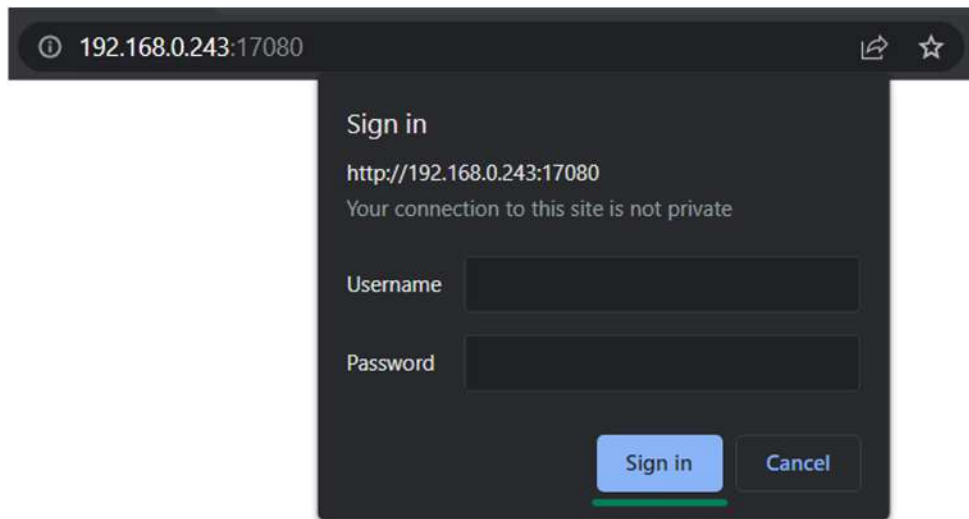 192.168.0.243:17080
Sign in
http://192.168.0.243:17080
Your connection to this site is not private
Username
Password
Sign in Cancel